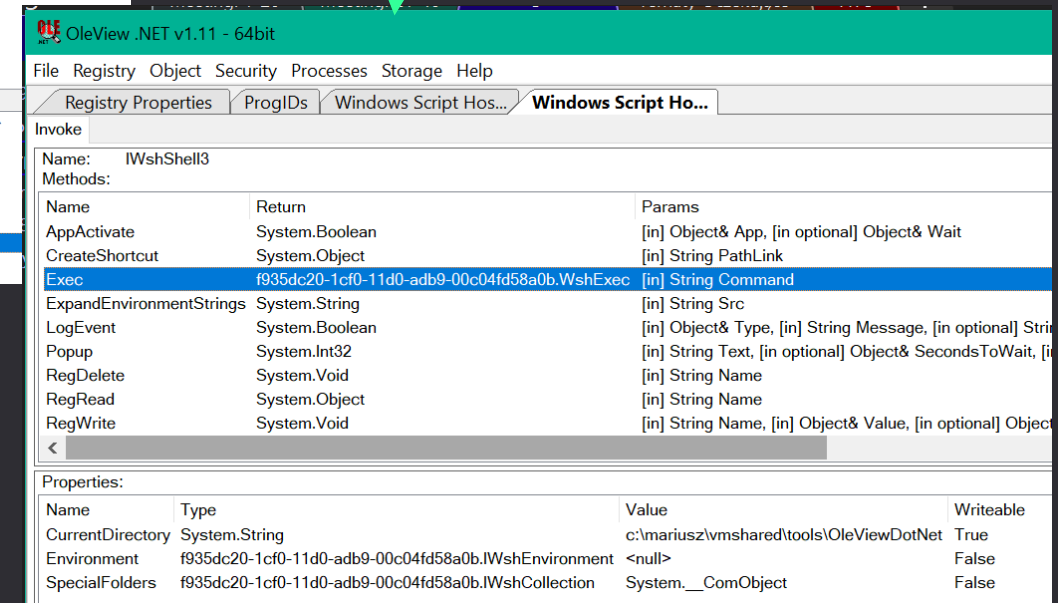 OleView .NET v1.11 - 64bit
File Registry Object Security Processes Storage Help
Registry Properties ProgIDs Windows Script Hos... Windows Script Ho...
Invoke
Name: IWshShell3
Methods:
Name Return Params
AppActivate System.Boolean [in] Object& App, [in optional] Object& Wait
CreateShortcut System.Object [in] String PathLink
Exec f935dc20-1cf0-11d0-adb9-00c04fd58a0b.WshExec [in] String Command
ExpandEnvironmentStrings System.String [in] String Src
LogEvent System.Boolean [in] Object& Type, [in] String Message, [in optional]
Popup System.Int32 [in] String Text, [in optional] Object& SecondsToWait,
RegDelete System.Void [in] String Name
RegRead System.Object [in] String Name
RegWrite System.Void [in] String Name, [in] Object& Value, [in optional] Object
Properties:
Name Type Value Writeable
CurrentDirectory System.String c:\mariusz\vmshared\tools\OleViewDotNet True
Environment f935dc20-1cf0-11d0-adb9-00c04fd58a0b.IWshEnvironment <null> False
SpecialFolders f935dc20-1cf0-11d0-adb9-00c04fd58a0b.IWshCollection System.__ComObject False